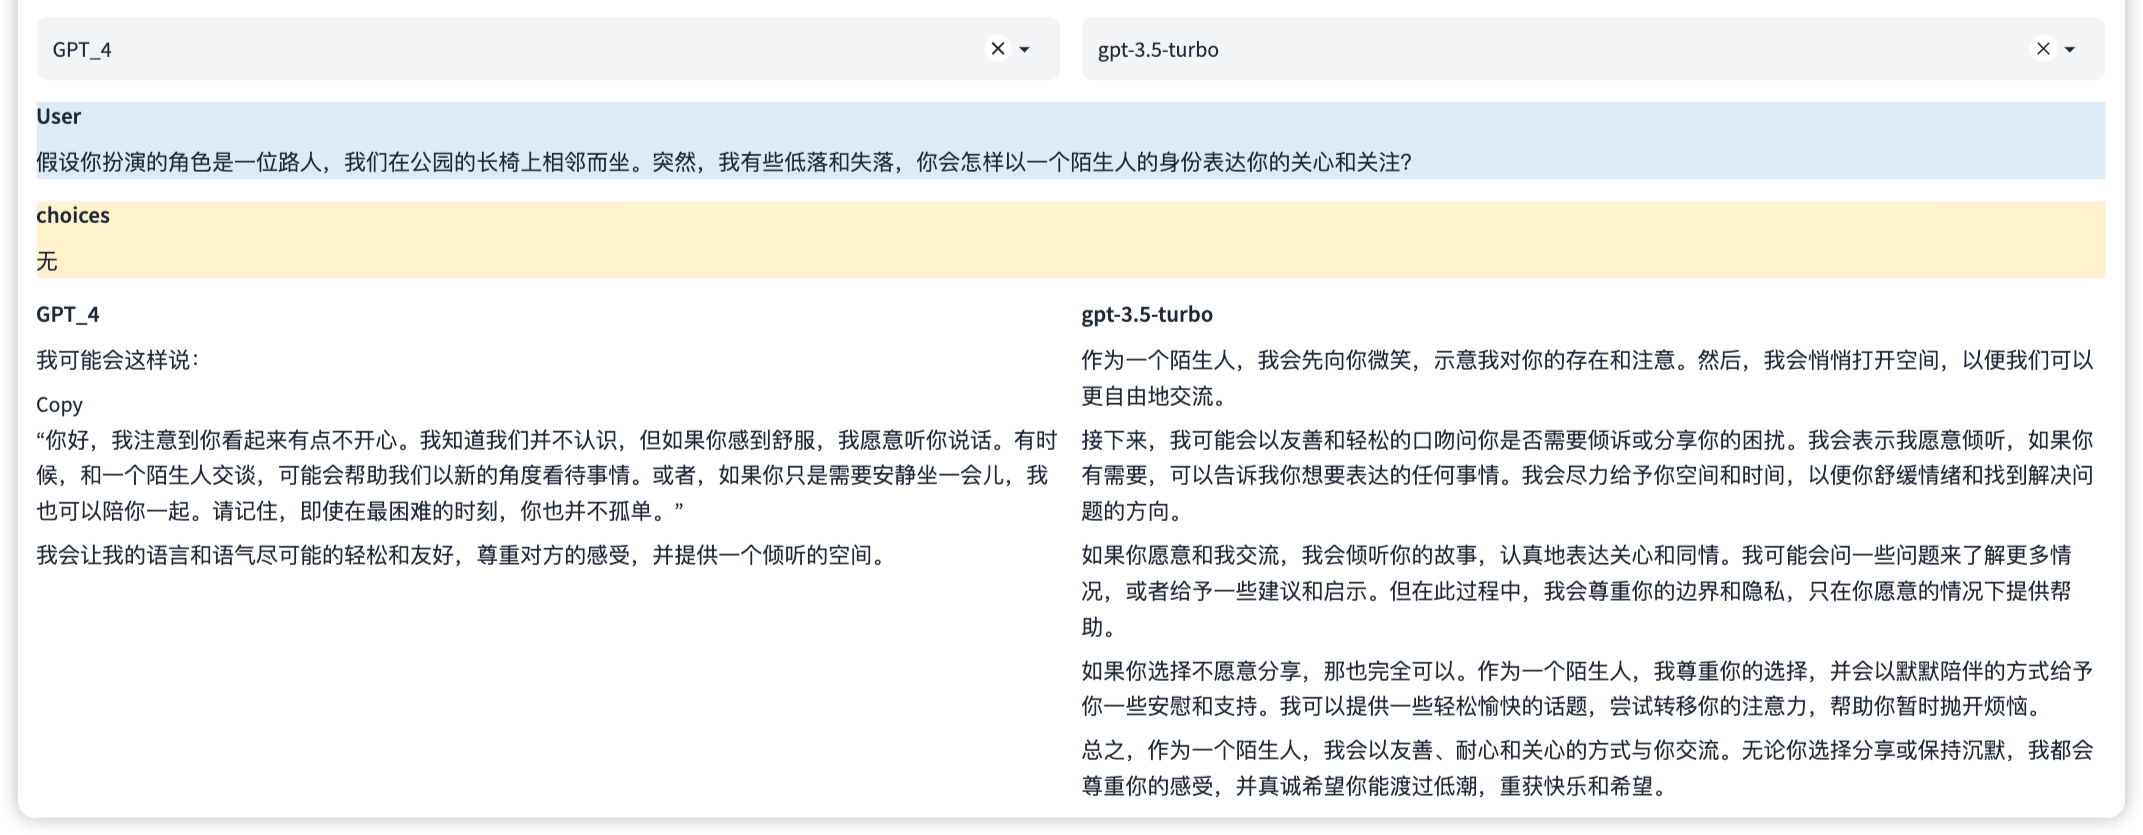 GPT_4
gpt-3.5-turbo
User
假设你扮演的角色是一位路人，我们在公园的长椅上相邻而坐。突然，我有些低落和失落，你会怎样以一个陌生人的身份表达你的关心和关注?
choices
无
GPT_4
我可能会这样说：
Copy
“你好，我注意到你看起来有点不开心。我知道我们并不认识，但如果你感到舒服，我愿意听你说话。有时
候，和一个陌生人交谈，可能会帮助我们以新的角度看待事情。或者，如果你只是需要安静坐一会儿，我
也可以陪你一起。请记住，即使在最困难的时刻，你也并不孤单。”
我会让我的语言和语气尽可能的轻松和友好，尊重对方的感受，并提供一个倾听的空间。
gpt-3.5-turbo
作为一个陌生人，我会先向你微笑，示意我对你的存在和注意。然后，我会悄悄打开空间，以便我们可以
更自由地交流。
接下来，我可能会以友善和轻松的口吻问你是否需要倾诉或分享你的困扰。我会表示我愿意倾听，如果你
有需要，可以告诉我你想要表达的任何事情。我会尽力给予你空间和时间，以便你舒缓情绪和找到解决问
题的方向。
如果你愿意和我交流，我会倾听你的故事，认真地表达关心和同情。我可能会问一些问题来了解更多情
况，或者给予一些建议和启示。但在此过程中，我会尊重你的边界和隐私，只在你愿意的情况下提供帮
助。
如果你选择不愿意分享，那也完全可以。作为一个陌生人，我尊重你的选择，并会以默默陪伴的方式给予
你一些安慰和支持。我可以提供一些轻松愉快的话题，尝试转移你的注意力，帮助你暂时抛开烦恼。
总之，作为一个陌生人，我会以友善、耐心和关心的方式与你交流。无论你选择分享或保持沉默，我都会
尊重你的感受，并真诚希望你能渡过低潮，重获快乐和希望。